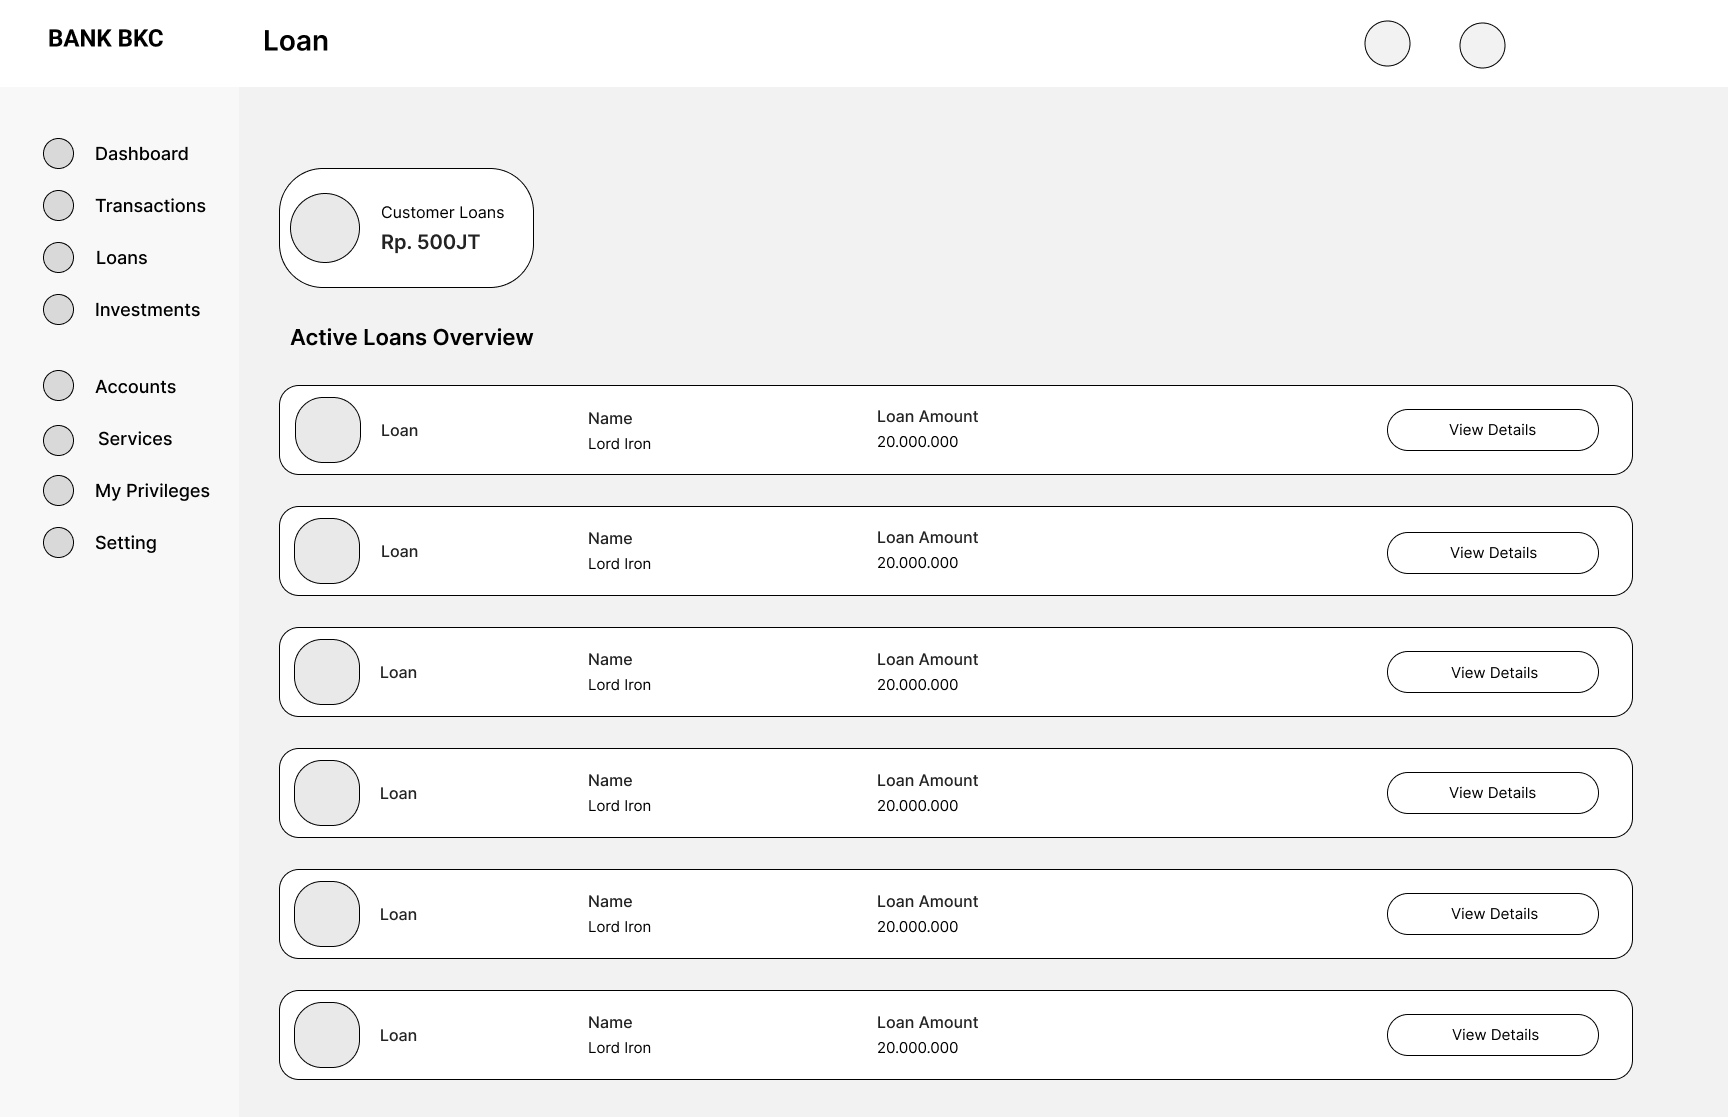 BANK BKC
Loan
Dashboard
Transactions
Loans
Investments
Accounts
Services
My Privileges
Setting
Customer Loans
Rp. 500JT
Active Loans Overview
Loan
Name
Lord Iron
Loan Amount
20.000.000
View Details
Loan
Name
Lord Iron
Loan Amount
20.000.000
View Details
Loan
Name
Lord Iron
Loan Amount
20.000.000
View Details
Loan
Name
Lord Iron
Loan Amount
20.000.000
View Details
Loan
Name
Lord Iron
Loan Amount
20.000.000
View Details
Loan
Name
Lord Iron
Loan Amount
20.000.000
View Details